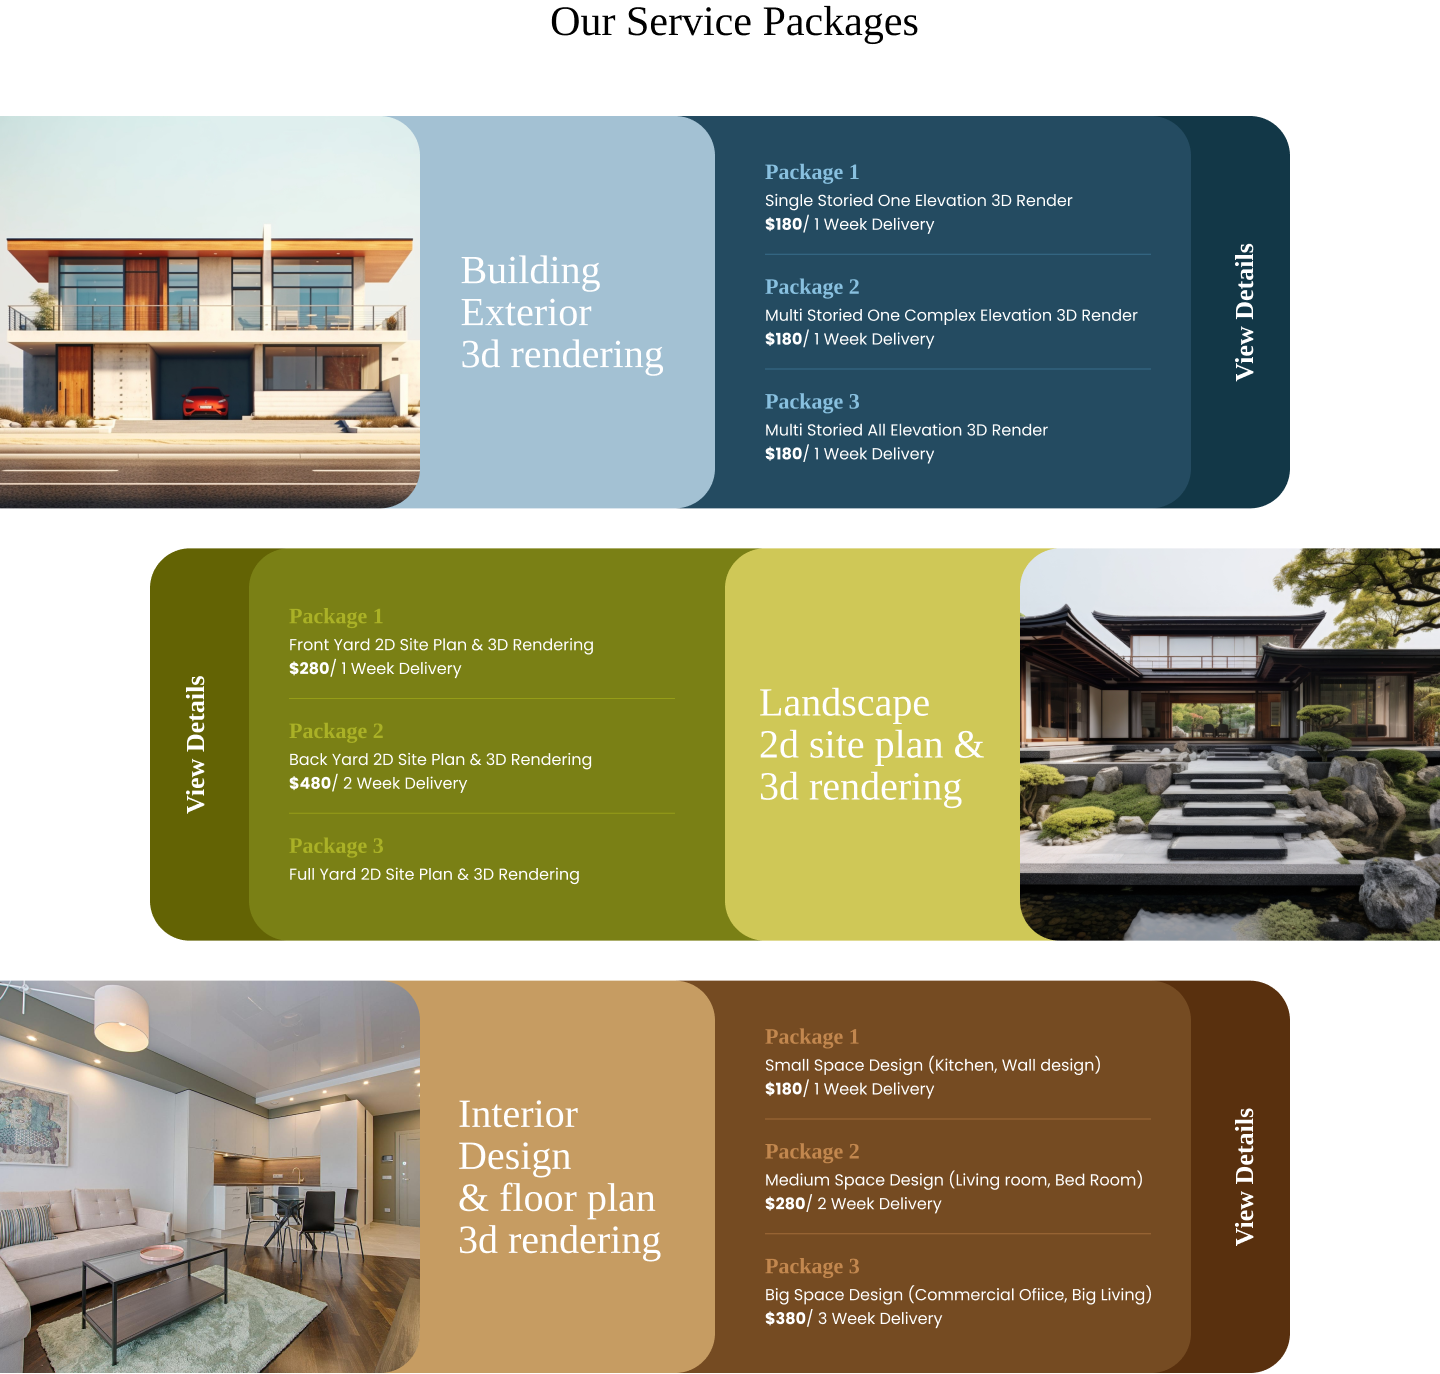 Our Service Packages
Building
Exterior
3d rendering
Package 1
Single Storied One Elevation 3D Render
$180/ 1 Week Delivery
Package 2
Multi Storied One Complex Elevation 3D Render
$180/ 1 Week Delivery
Package 3
Multi Storied All Elevation 3D Render
$180/ 1 Week Delivery
View Details
View Details
Package 1
Front Yard 2D Site Plan & 3D Rendering
$280/ 1 Week Delivery
Package 2
Back Yard 2D Site Plan & 3D Rendering
$480/ 2 Week Delivery
Package 3
Full Yard 2D Site Plan & 3D Rendering
Landscape
2d site plan &
3d rendering
Interior
Design
& floor plan
3d rendering
Package 1
Small Space Design (Kitchen, Wall design)
$180/ 1 Week Delivery
Package 2
Medium Space Design (Living room, Bed Room)
$280/ 2 Week Delivery
Package 3
Big Space Design (Commercial Ofiice, Big Living)
$380/ 3 Week Delivery
View Details